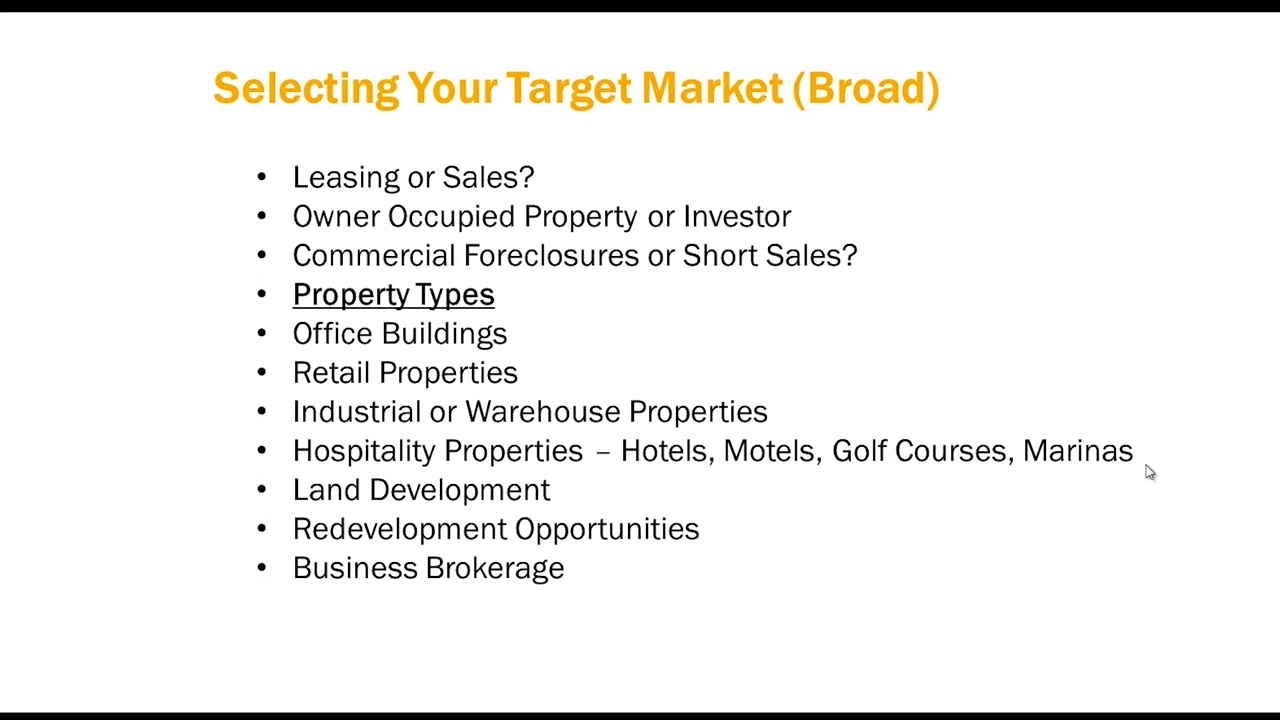 Selecting Your Target Market (Broad)
• Leasing or Sales?
• Owner Occupied Property or Investor
• Commercial Foreclosures or Short Sales?
• Property Types
• Office Buildings
• Retail Properties
• Industrial or Warehouse Properties
• Hospitality Properties – Hotels, Motels, Golf Courses, Marinas
• Land Development
• Redevelopment Opportunities
• Business Brokerage